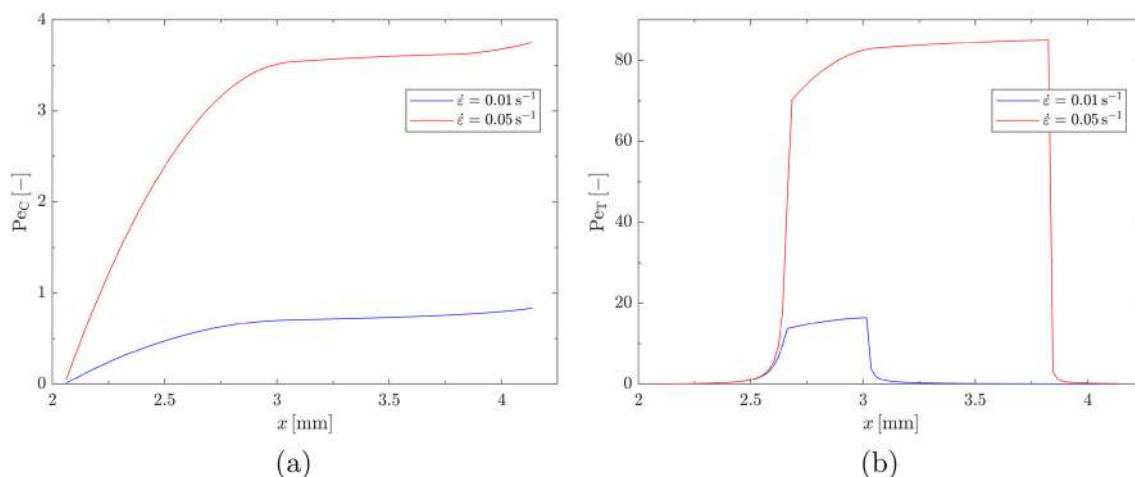 4
3
2
1
0
Pe_C [−]
2
2.5
3
3.5
4
x [mm]
ε̇ = 0.01 s⁻¹
ε̇ = 0.05 s⁻¹
(a)
80
60
40
20
0
Pe_T [−]
2
2.5
3
3.5
4
x [mm]
ε̇ = 0.01 s⁻¹
ε̇ = 0.05 s⁻¹
(b)